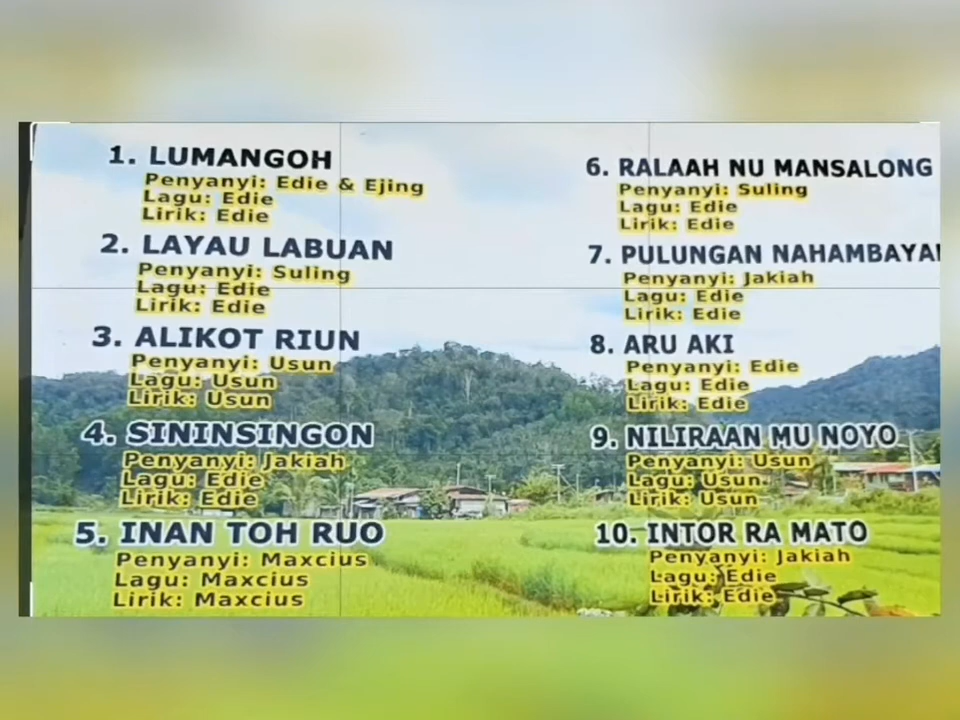 1. LUMANGOH
Penyanyi: Edie & Ejing
Lagu: Edie
Lirik: Edie
2. LAYAU LABUAN
Penyanyi: Suling
Lagu: Edie
Lirik: Edie
3. ALIKOT RIUN
Penyanyi: Usun
Lagu: Usun
Lirik: Usun
4. SININSINGON
Penyanyi: Jakiah
Lagu: Edie
Lirik: Edie
5. INAN TOH RUO
Penyanyi: Maxcius
Lagu: Maxcius
Lirik: Maxcius
6. RALAAH NU MANSALONG
Penyanyi: Suling
Lagu: Edie
Lirik: Edie
7. PULUNGAN
Penyanyi: Jakiah
Lagu: Edie
Lirik: Edie
8. ARU AKI
Penyanyi: Edie
Lagu: Edie
Lirik: Edie
9. NILIRAAN MU NOYO
Penyanyi: Usun
Lagu: Usun
Lirik: Usun
10. INTOR RA MATO
Penyanyi: Jakiah
Lagu: Edie
Lirik: Edie